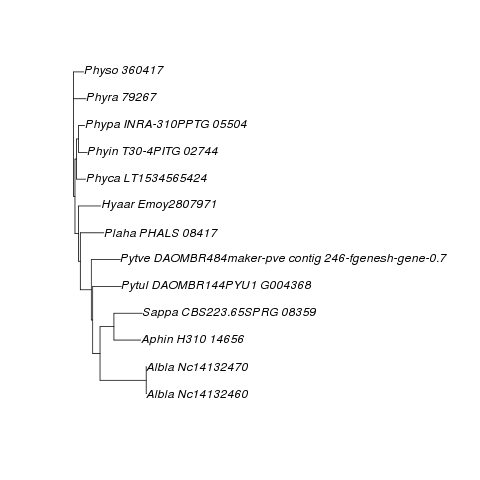 Physo 360417
Phyra 79267
Phypa INRA-310PPTG 05504
Phyin T30-4PITG 02744
Phyca LT1534565424
Hyaar Emoy2807971
Plaha PHALS 08417
Pytve DAOMBR484maker-pve contig 246-fgenesh-gene-0.7
Pytul DAOMBR144PYU1 G004368
Sappa CBS223.65SPRG 08359
Aphin H310 14656
Albla Nc14132470
Albla Nc14132460